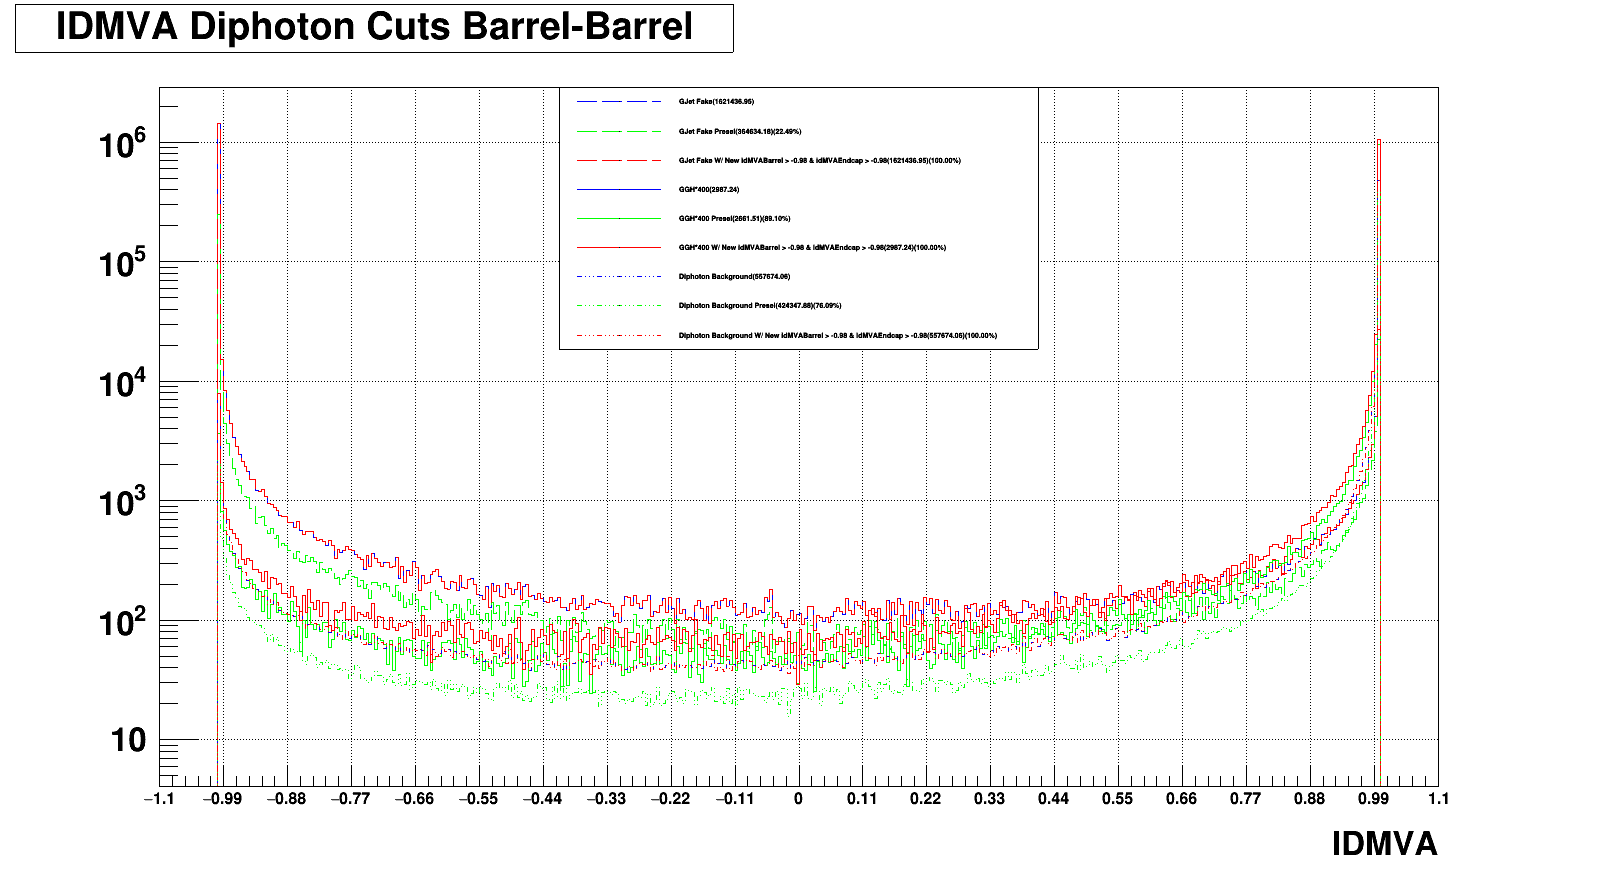 IDMVA Diphoton Cuts Barrel-Barrel
GJet Fake(1621436.95)
GJet Fake Presel(364634.18)(22.49%)
GJet Fake W/ New idMVABarrel > -0.98 & idMVAEndcap > -0.98(1621436.95)(100.00%)
GGH*400(2987.24)
GGH*400 Presel(2661.51)(89.10%)
GGH*400 W/ New idMVABarrel > -0.98 & idMVAEndcap > -0.98(2987.24)(100.00%)
Diphoton Background(557674.06)
Diphoton Background Presel(424347.88)(76.09%)
Diphoton Background W/ New idMVABarrel > -0.98 & idMVAEndcap > -0.98(557674.06)(100.00%)
10^6
10^5
10^4
10^3
10^2
10
−1.1 −0.99 −0.88 −0.77 −0.66 −0.55 −0.44 −0.33 −0.22 −0.11 0 0.11 0.22 0.33 0.44 0.55 0.66 0.77 0.88 0.99 1.1
IDMVA